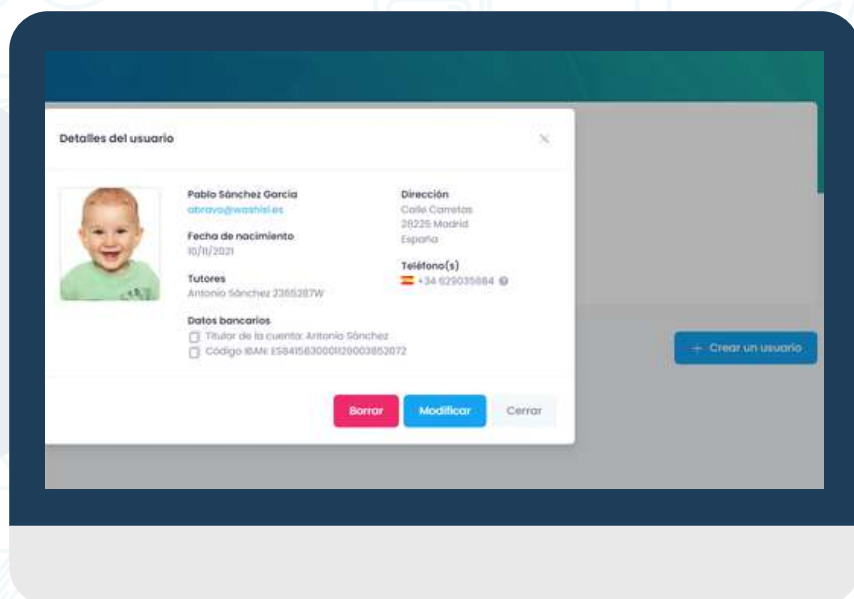 Detalles del usuario
Pablo Sánchez García
abravo@washisl.es
Fecha de nacimiento
10/11/2021
Tutores
Antonio Sánchez 2365287W
Datos bancarios
Titular de la cuenta: Antonio Sánchez
Código IBAN:
Dirección
Calle Carretas
28225 Madrid
España
Teléfono(s)
+34 629035884
+ Crear un usuario
Borrar
Modificar
Cerrar